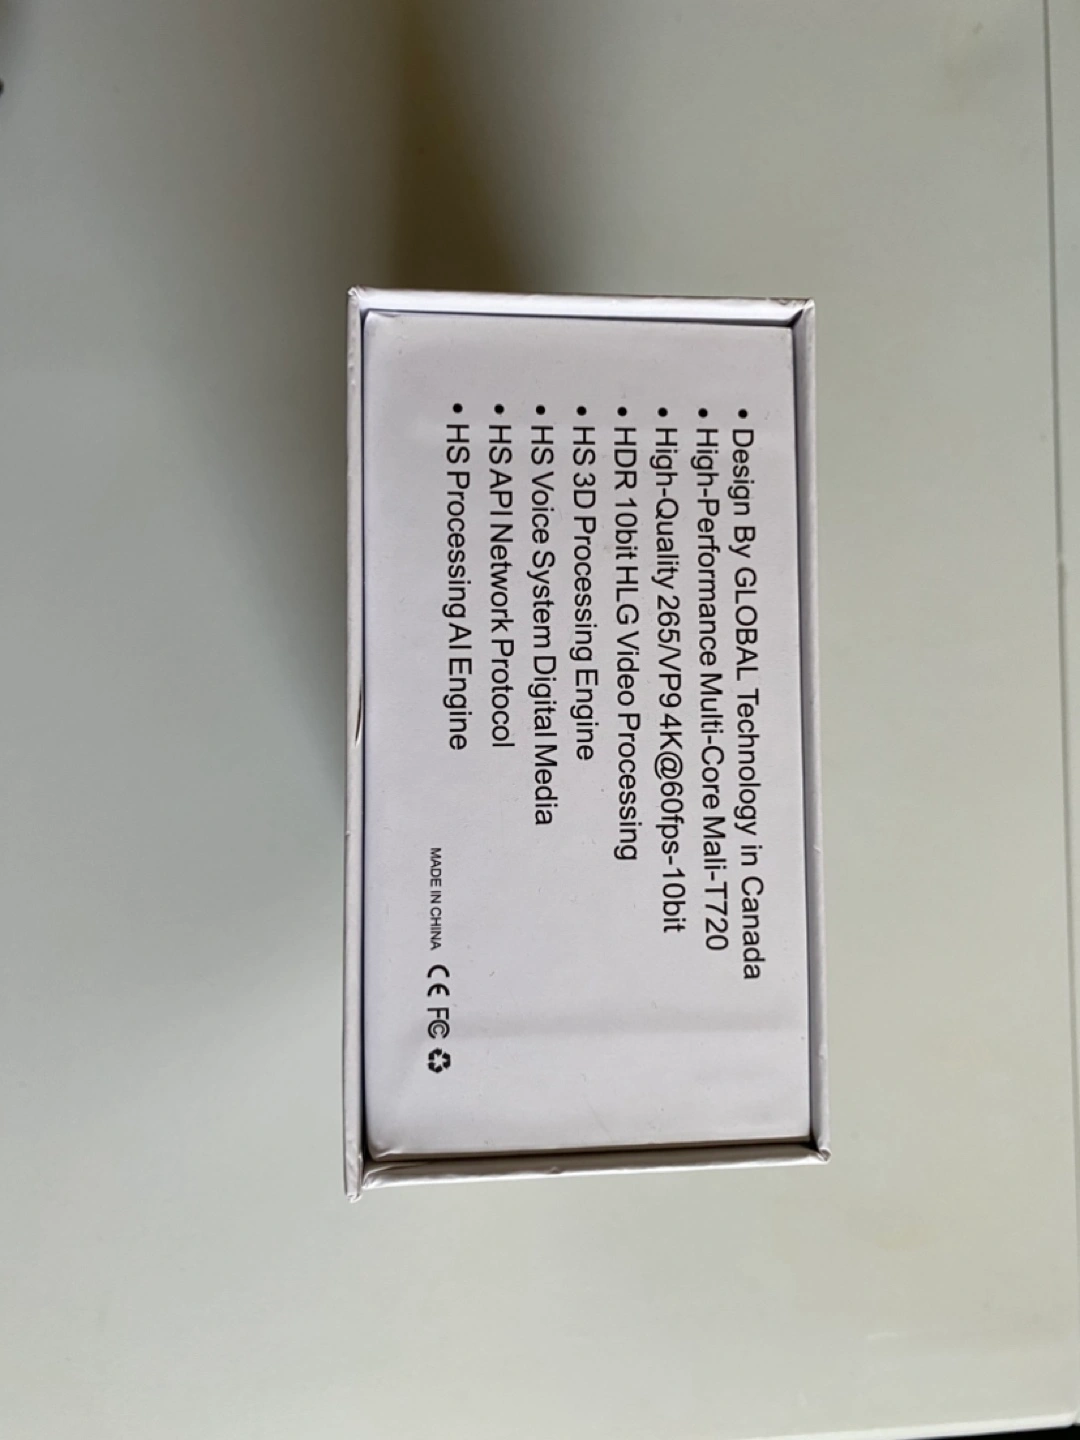 • Design By GLOBAL Technology in Canada
• High-Performance Multi-Core Mali-T720
• High-Quality 265/VP9 4K@60fps-10bit
• HDR 10bit HLG Video Processing
• HS 3D Processing Engine
• HS Voice System Digital Media
• HS API Network Protocol
• HS Processing AI Engine
MADE IN CHINA CE FC